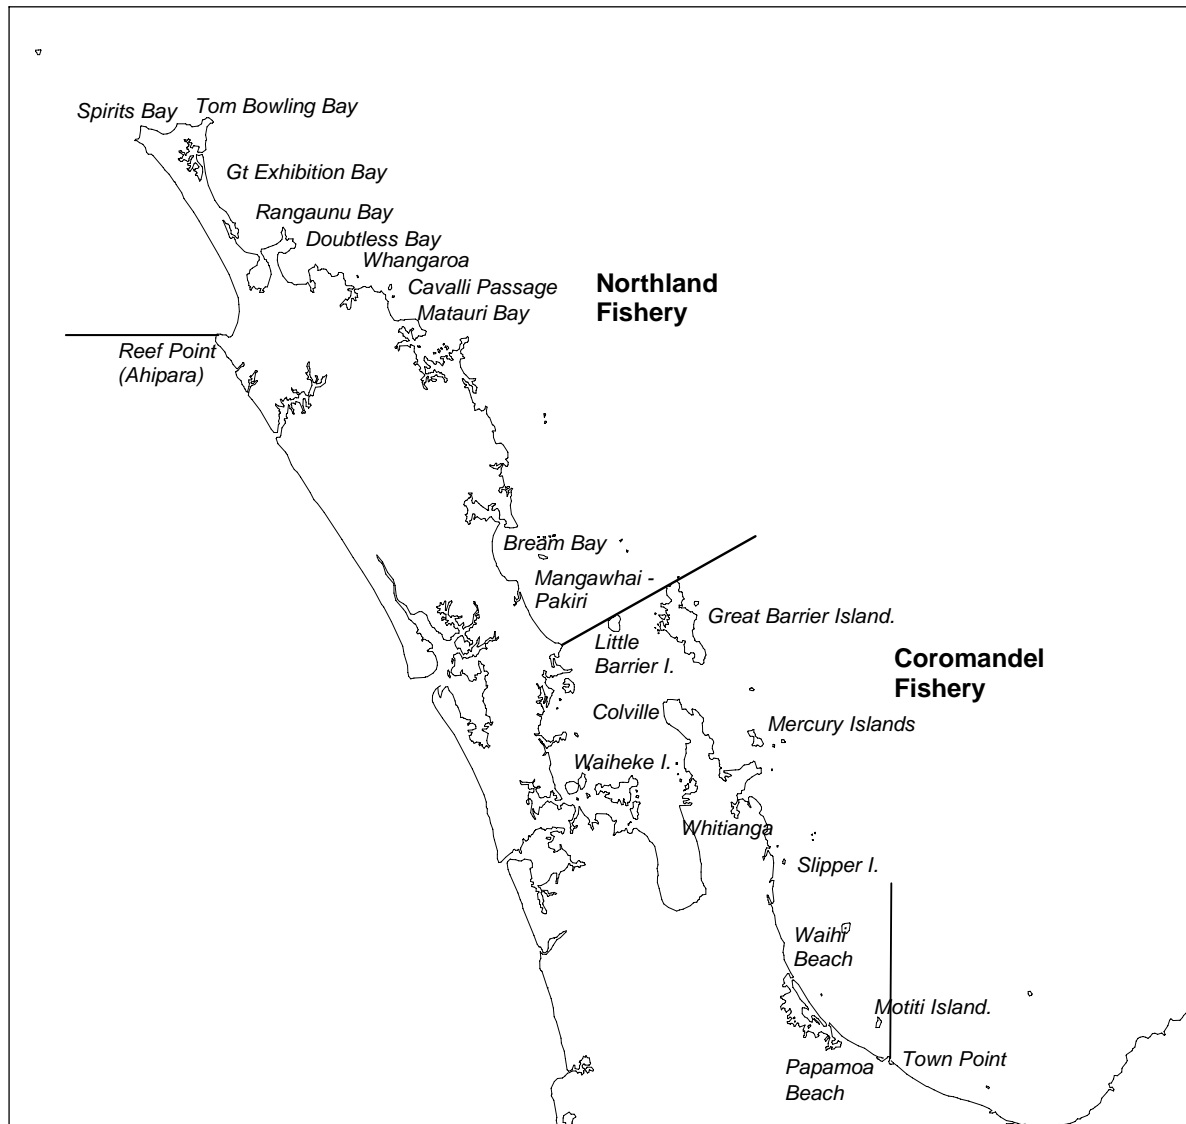 Spirits Bay
Tom Bowling Bay
Gt Exhibition Bay
Rangaunu Bay
Doubtless Bay
Whangaroa
Cavalli Passage
Matauri Bay
Northland
Fishery
Reef Point
(Ahipara)
Bream Bay
Mangawhai -
Pakiri
Great Barrier Island.
Little
Barrier I.
Coromandel
Fishery
Colville
Mercury Islands
Waiheke I.
Whitianga
Slipper I.
Waihi
Beach
Motiti Island.
Town Point
Papamoa
Beach